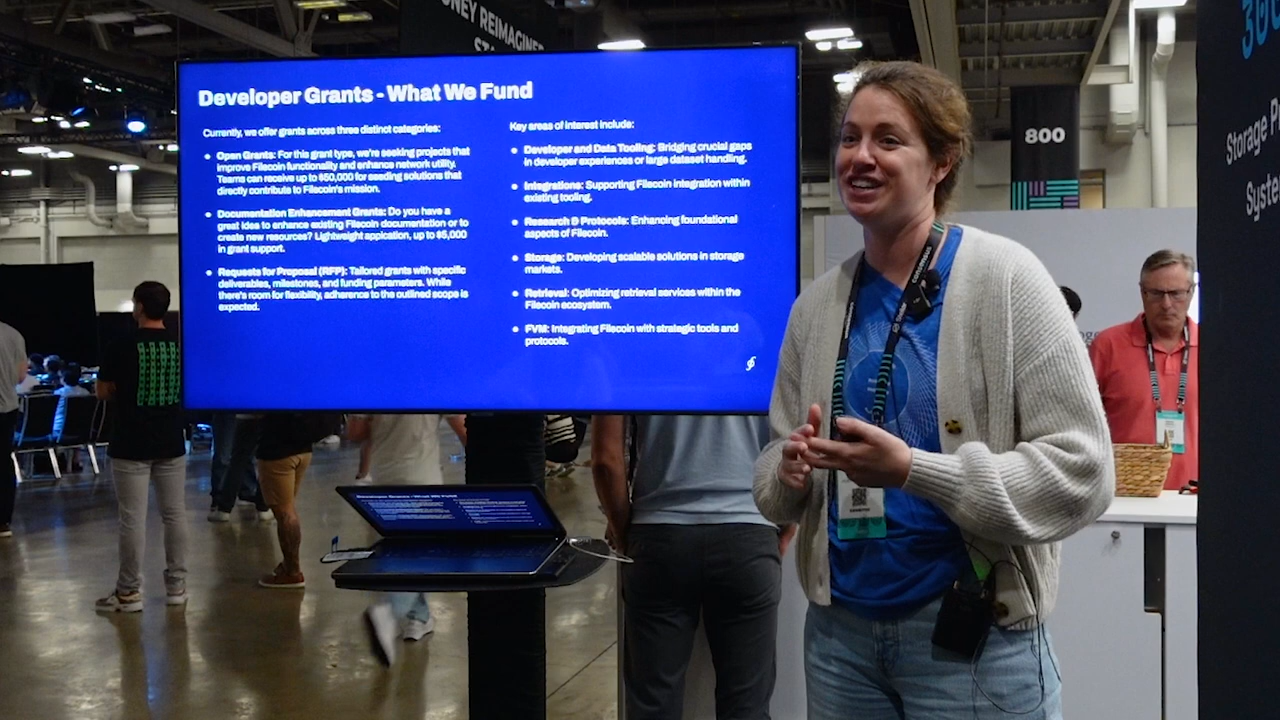 NEY REIMAGINE
Developer Grants - What We Fund
Currently, we offer grants across three distinct categories:
• Open Grants: For this grant type, we're seeking projects that
improve Filecoin functionality and enhance network utility.
Teams can receive up to $50,000 for seeding solutions that
directly contribute to Filecoin's mission.
• Documentation Enhancement Grants: Do you have a
great idea to enhance existing Filecoin documentation or to
create new resources? Lightweight application, up to $5,000
in grant support.
• Requests for Proposal (RFP): Tailored grants with specific
deliverables, milestones, and funding parameters. While
there's room for flexibility, adherence to the outlined scope is
expected.
Key areas of interest include:
• Developer and Data Tooling: Bridging crucial gaps
in developer experiences or large dataset handling.
• Integrations: Supporting Filecoin integration within
existing tooling.
• Research & Protocols: Enhancing foundational
aspects of Filecoin.
• Storage: Developing scalable solutions in storage
markets.
• Retrieval: Optimizing retrieval services within the
Filecoin ecosystem.
• FVM: Integrating Filecoin with strategic tools and
protocols.
Developer Grants - What We Fund
800
Storage P
Syste